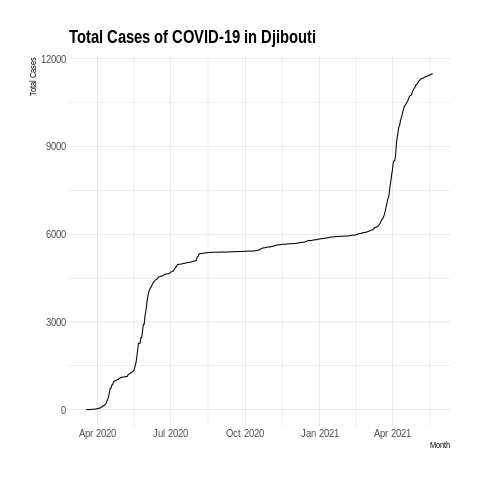 Total Cases of COVID-19 in Djibouti
Total Cases
12000
9000
6000
3000
0
Apr 2020 Jul 2020 Oct 2020 Jan 2021 Apr 2021
Month